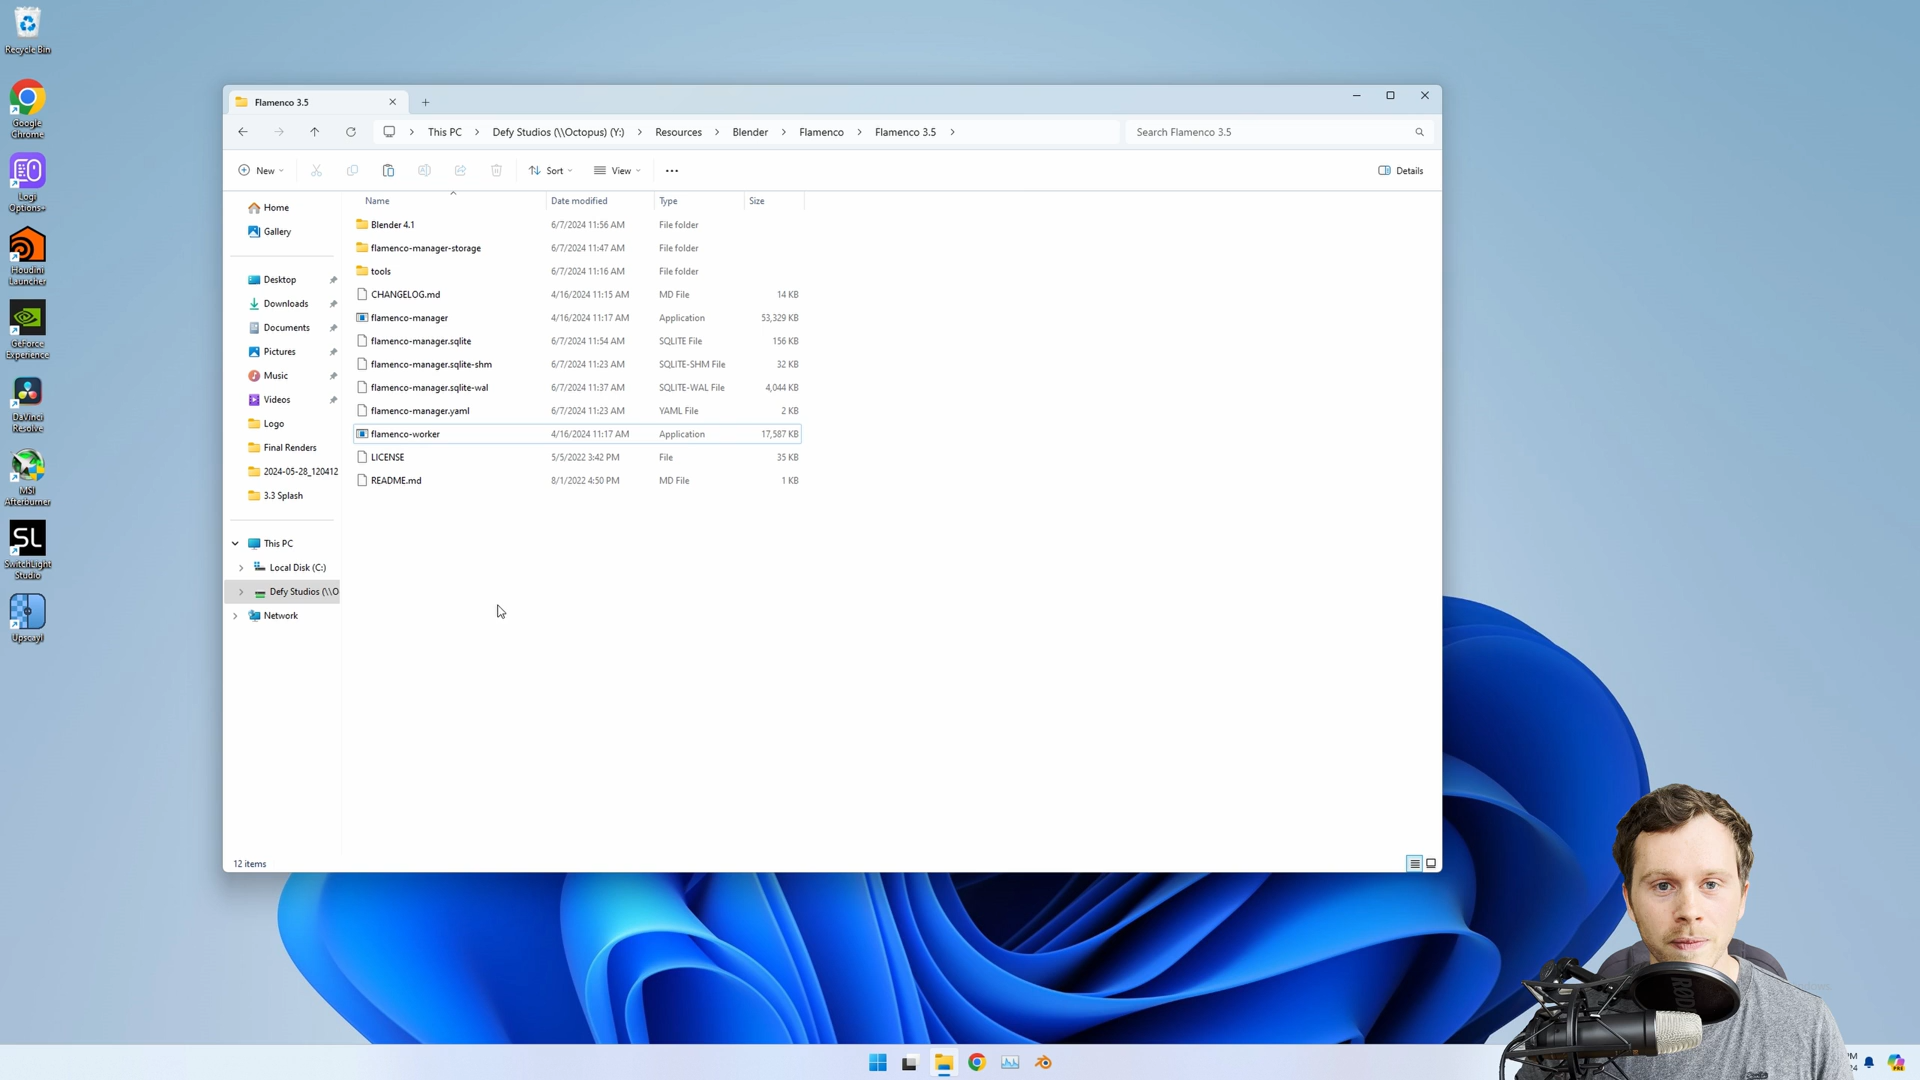 Recycle Bin
Google
Chrome
Logi
Options+
Houdini
Launcher
GeForce
Experience
DaVinci
Resolve
MSI
Afterburner
SL
SwitchLight
Studio
Upscayl
Flamenco 3.5
This PC > Defy Studios (\\Octopus) (Y:) > Resources > Blender > Flamenco > Flamenco 3.5 >
Search Flamenco 3.5
New
Sort
View
Details
Home
Gallery
Desktop
Downloads
Documents
Pictures
Music
Videos
Logo
Final Renders
2024-05-28_120412
3.3 Splash
This PC
Local Disk (C:)
Defy Studios (\\O
Network
Name Date modified Type Size
Blender 4.1 6/7/2024 11:56 AM File folder
flamenco-manager-storage 6/7/2024 11:47 AM File folder
tools 6/7/2024 11:16 AM File folder
CHANGELOG.md 4/16/2024 11:15 AM MD File 14 KB
flamenco-manager 4/16/2024 11:17 AM Application 53,329 KB
flamenco-manager.sqlite 6/7/2024 11:54 AM SQLITE File 156 KB
flamenco-manager.sqlite-shm 6/7/2024 11:23 AM SQLITE-SHM File 32 KB
flamenco-manager.sqlite-wal 6/7/2024 11:37 AM SQLITE-WAL File 4,044 KB
flamenco-manager.yaml 6/7/2024 11:23 AM YAML File 2 KB
flamenco-worker 4/16/2024 11:17 AM Application 17,587 KB
LICENSE 5/5/2022 3:42 PM File 35 KB
README.md 8/1/2022 4:50 PM MD File 1 KB
12 items
RØDE